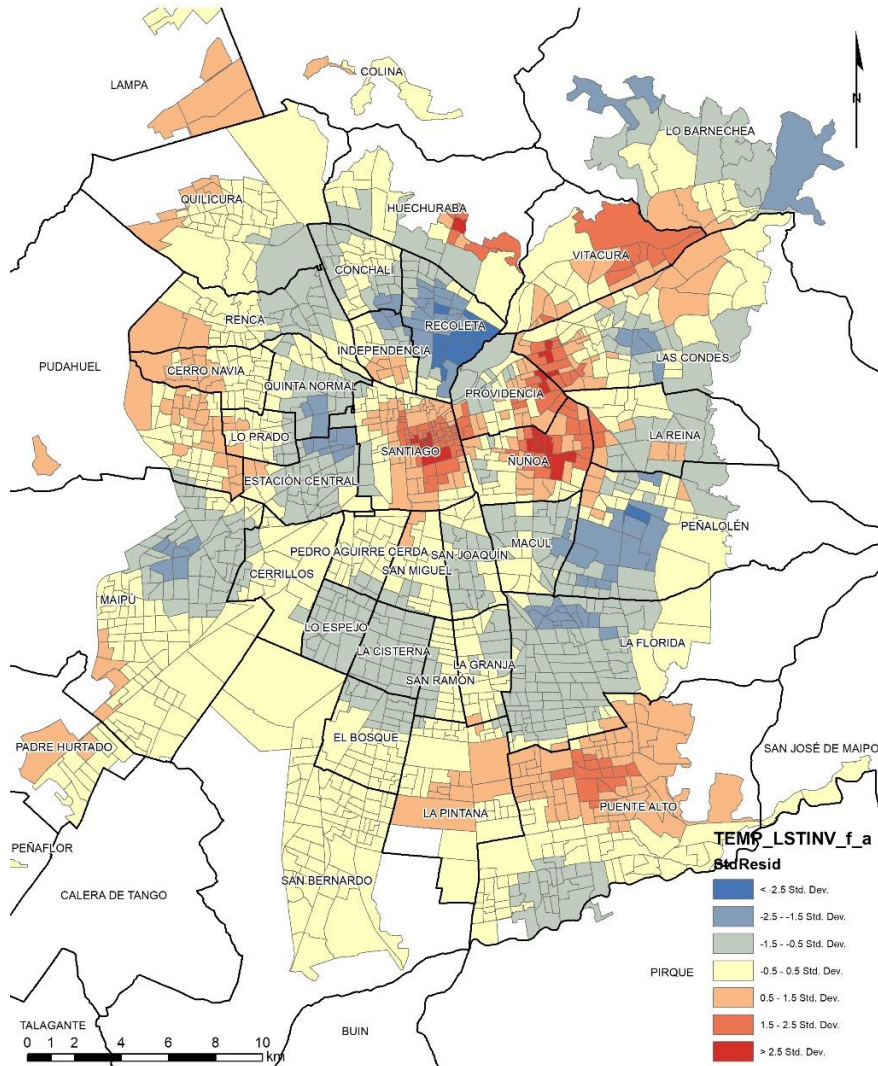 COLINA
LAMPA
N
LO BARNECHEA
QUILICURA
HUECHURABA
VITACURA
CONCHALÍ
RENCA
RECOLETA
INDEPENDENCIA
LAS CONDES
PUDAHUEL
CERRO NAVIA
QUINTA NORMAL
PROVIDENCIA
LO PRADO
LA REINA
SANTIAGO
ÑUÑOA
ESTACIÓN CENTRAL
PEÑALOLÉN
MACUL
PEDRO AGUIRRE CERDA
SAN JOAQUÍN
SAN MIGUEL
CERRILLOS
MAIPÚ
LO ESPEJO
LA FLORIDA
LA CISTERNA
LA GRANJA
SAN RAMÓN
EL BOSQUE
PADRE HURTADO
SAN JOSÉ DE MAIPO
LA PINTANA
PUENTE ALTO
PEÑAFLOR
SAN BERNARDO
CALERA DE TANGO
PIRQUE
TALAGANTE
BUIN
0 1 2 4 6 8 10
km
TEMP_LSTINV_f_a
StdResid
< -2.5 Std. Dev.
-2.5 - -1.5 Std. Dev.
-1.5 - -0.5 Std. Dev.
-0.5 - 0.5 Std. Dev.
0.5 - 1.5 Std. Dev.
1.5 - 2.5 Std. Dev.
> 2.5 Std. Dev.